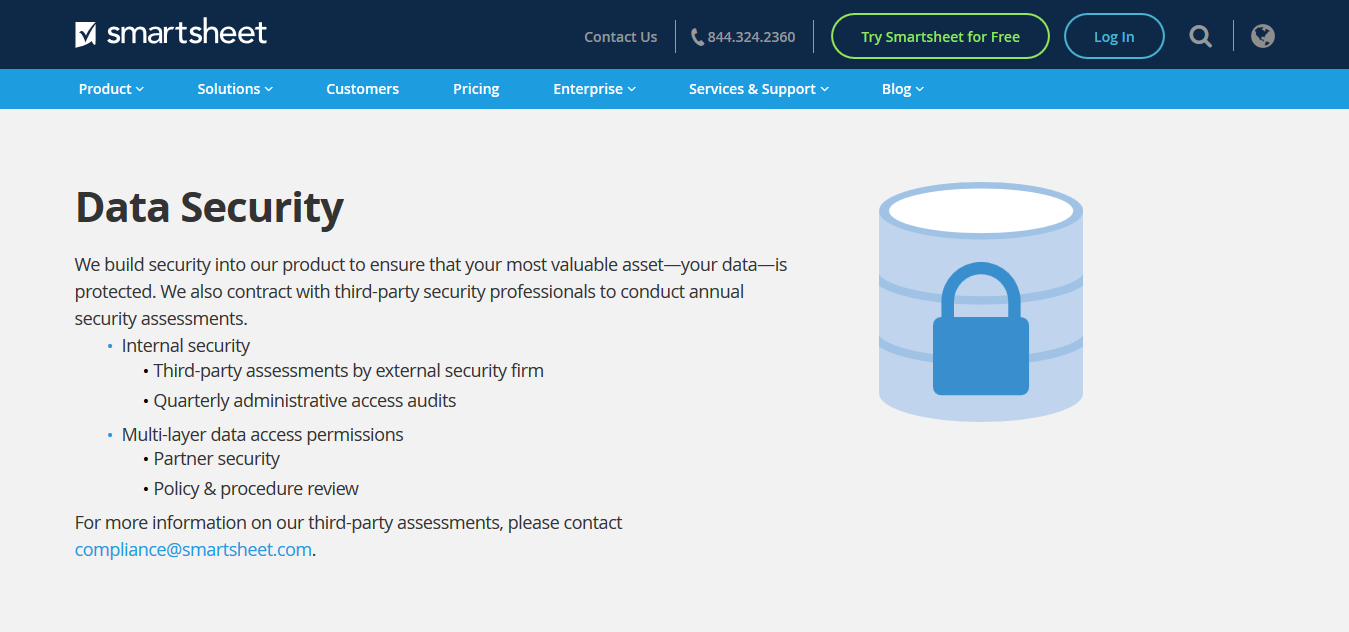 smartsheet
Contact Us
844.324.2360
Try Smartsheet for Free
Log In
Product
Solutions
Customers
Pricing
Enterprise
Services & Support
Blog
Data Security
We build security into our product to ensure that your most valuable asset—your data—is
protected. We also contract with third-party security professionals to conduct annual
security assessments.
• Internal security
• Third-party assessments by external security firm
• Quarterly administrative access audits
• Multi-layer data access permissions
• Partner security
• Policy & procedure review
For more information on our third-party assessments, please contact
compliance@smartsheet.com.